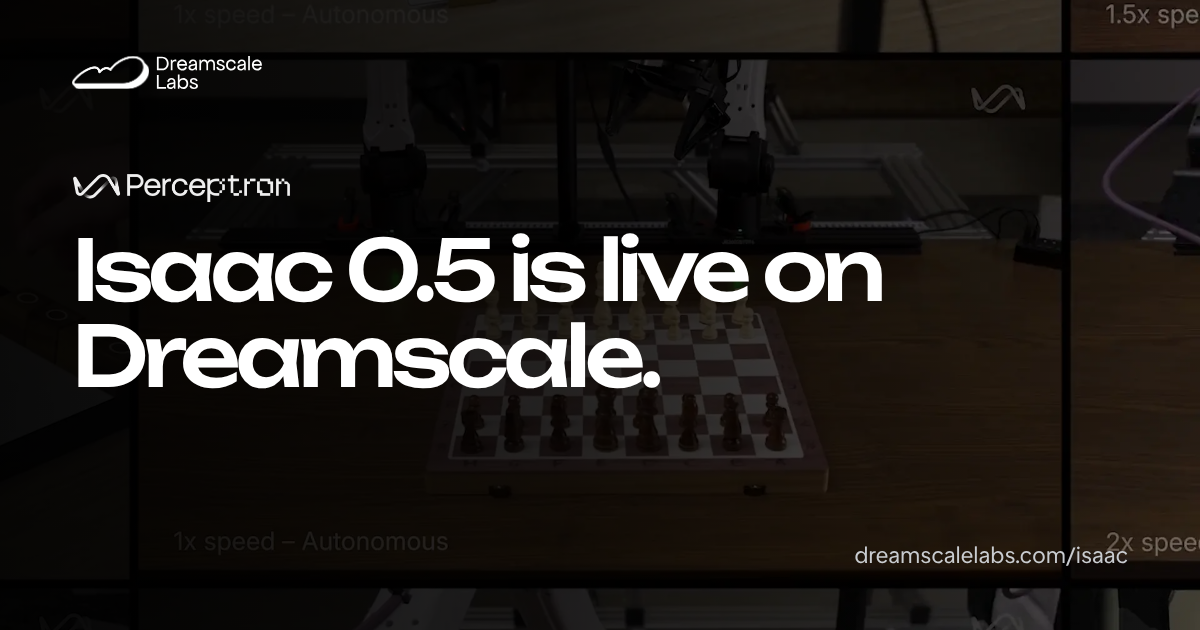 1x speed – Autonomous
1.5x spe
Dreamscale
Labs
Perceptron
Isaac 0.5 is live on
Dreamscale.
1x speed – Autonomous
2x speed
dreamscalelabs.com/isaac